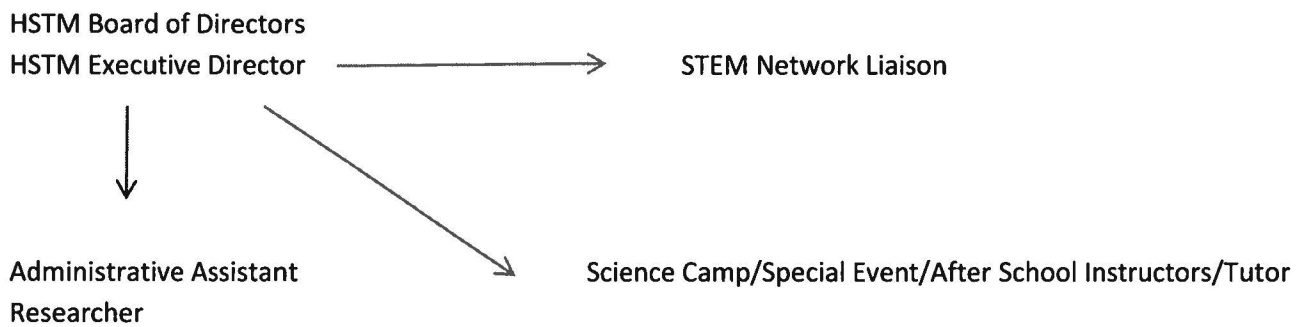 HSTM Board of Directors
HSTM Executive Director
STEM Network Liaison
Administrative Assistant
Researcher
Science Camp/Special Event/After School Instructors/Tutor